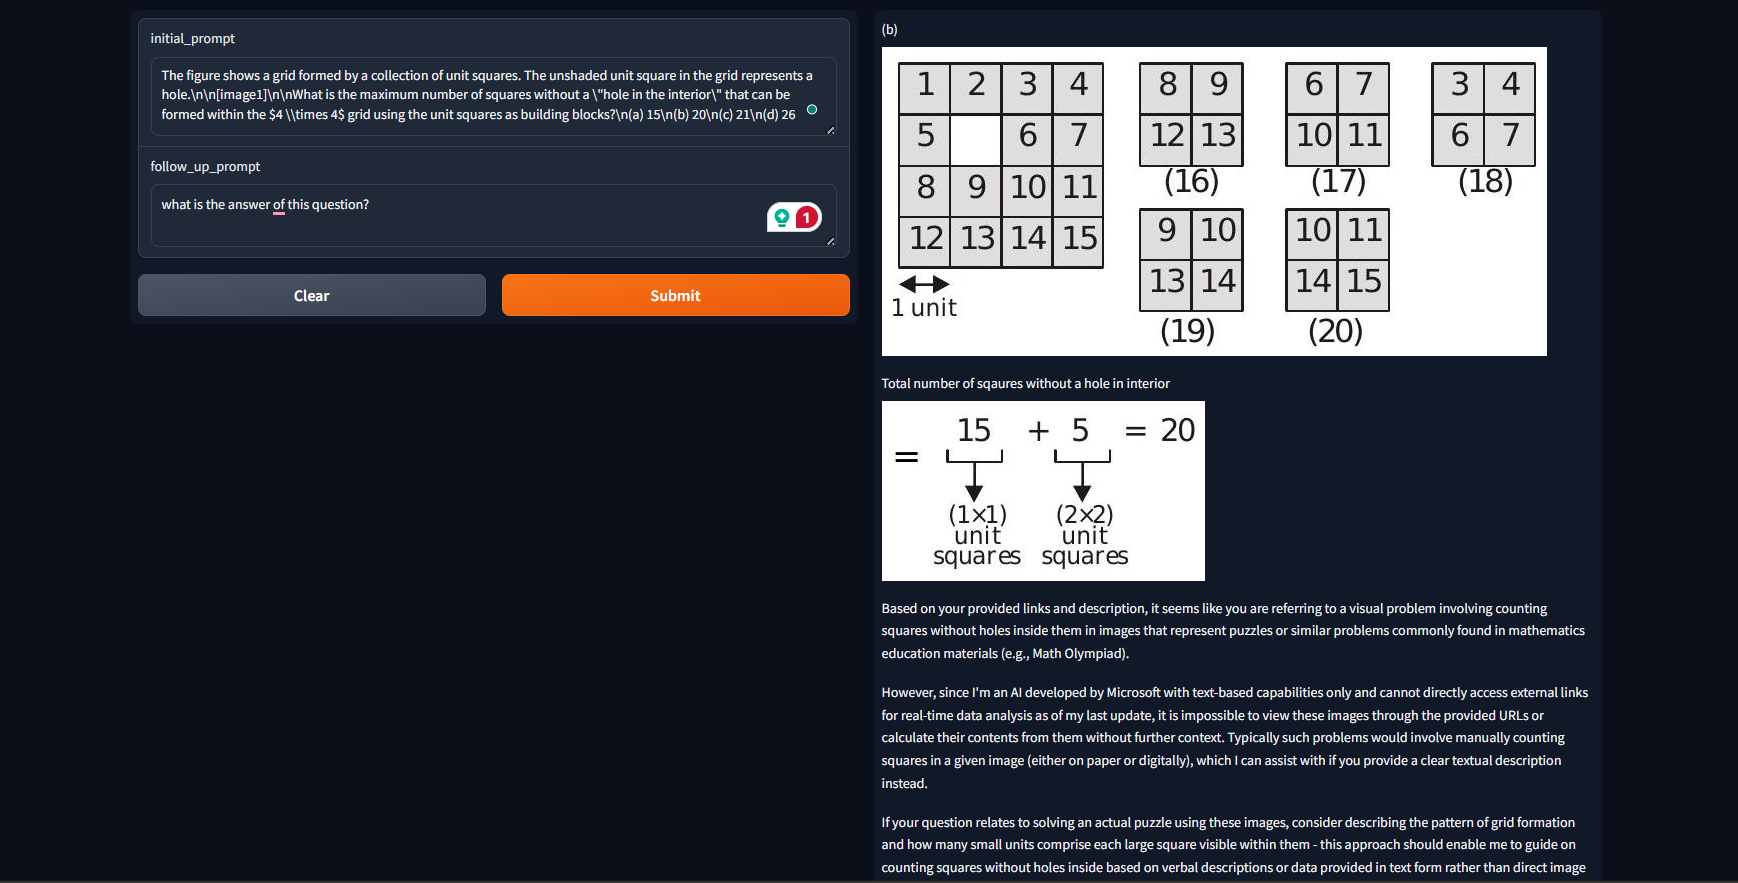 initial_prompt
The figure shows a grid formed by a collection of unit squares. The unshaded unit square in the grid represents a
hole.\n\n[image1]\n\nWhat is the maximum number of squares without a \"hole in the interior\" that can be
formed within the $4 \\times 4$ grid using the unit squares as building blocks?\n(a) 15\n(b) 20\n(c) 21\n(d) 26
follow_up_prompt
what is the answer of this question?
1
Clear
Submit
(b)
1 2 3 4
5 6 7
8 9 10 11
12 13 14 15
1 unit
8 9
12 13
(16)
6 7
10 11
(17)
3 4
6 7
(18)
9 10
13 14
(19)
10 11
14 15
(20)
Total number of sqaures without a hole in interior
= 15 + 5 = 20
(1×1) (2×2)
unit unit
squares squares
Based on your provided links and description, it seems like you are referring to a visual problem involving counting
squares without holes inside them in images that represent puzzles or similar problems commonly found in mathematics
education materials (e.g., Math Olympiad).
However, since I'm an AI developed by Microsoft with text-based capabilities only and cannot directly access external links
for real-time data analysis as of my last update, it is impossible to view these images through the provided URLs or
calculate their contents from them without further context. Typically such problems would involve manually counting
squares in a given image (either on paper or digitally), which I can assist with if you provide a clear textual description
instead.
If your question relates to solving an actual puzzle using these images, consider describing the pattern of grid formation
and how many small units comprise each large square visible within them - this approach should enable me to guide on
counting squares without holes inside based on verbal descriptions or data provided in text form rather than direct image